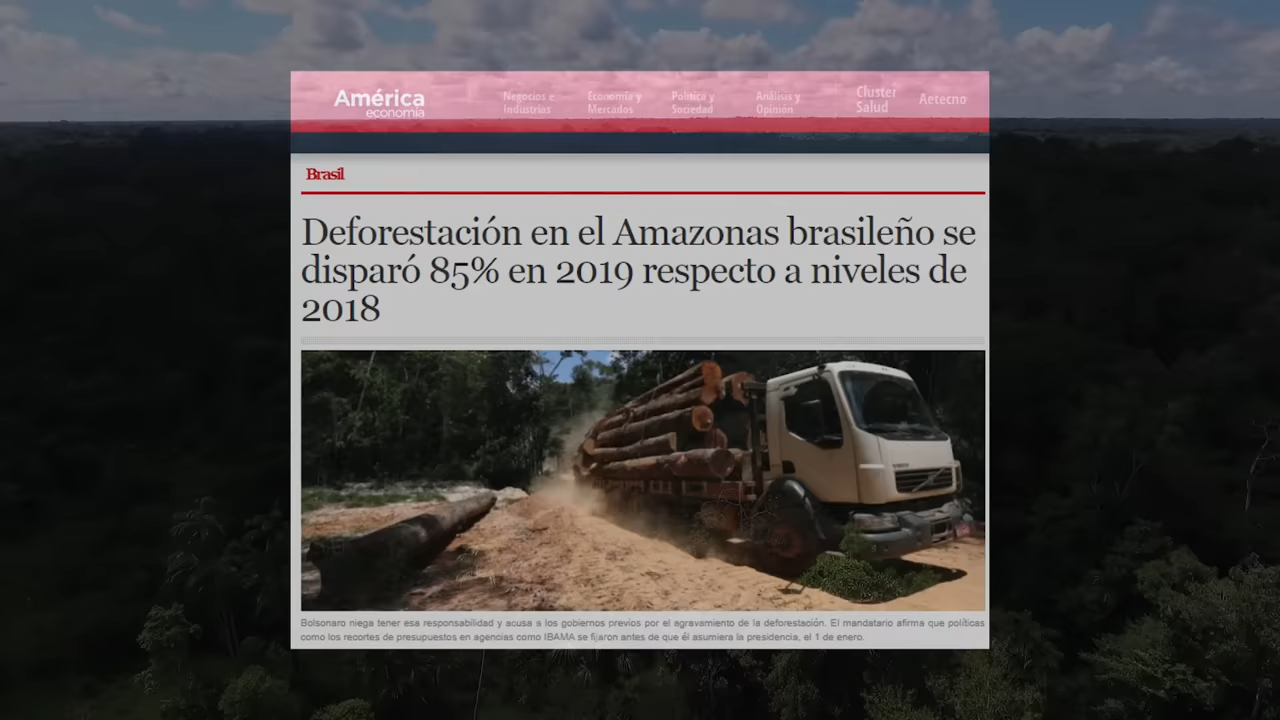 América
economía
Negocios e
Industrias
Economía y
Mercados
Política y
Sociedad
Análisis y
Opinión
Cluster
Salud
Aetecno
Brasil
Deforestación en el Amazonas brasileño se
disparó 85% en 2019 respecto a niveles de
2018
Bolsonaro niega tener esa responsabilidad y acusa a los gobiernos previos por el agravamiento de la deforestación. El mandatario afirma que políticas
como los recortes de presupuestos en agencias como IBAMA se fijaron antes de que él asumiera la presidencia, el 1 de enero.